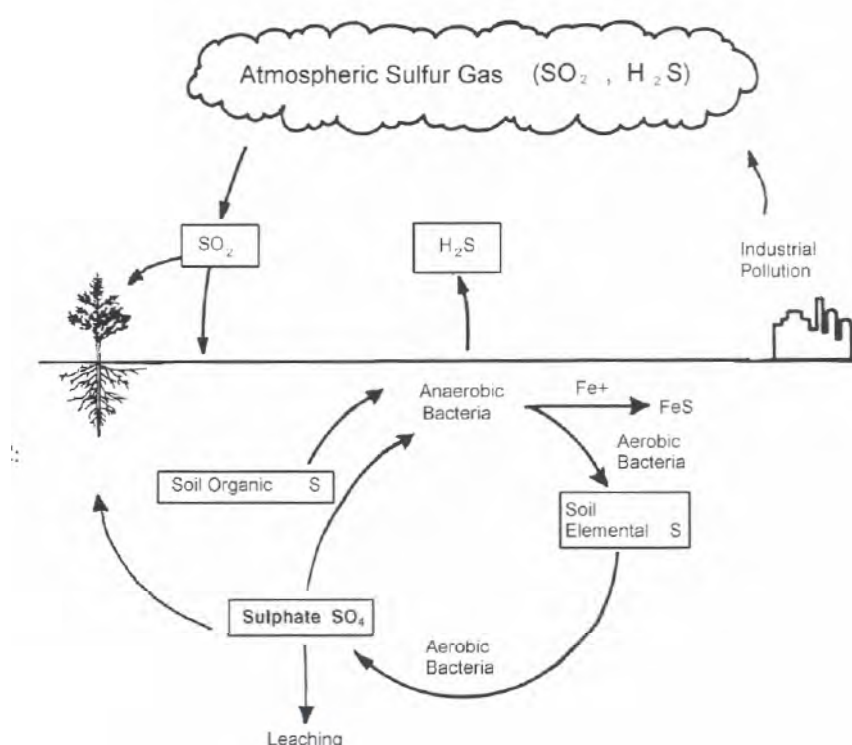 Atmospheric Sulfur Gas (SO₂ , H₂S)
SO₂
H₂S
Industrial
Pollution
Anaerobic
Bacteria
Fe+
FeS
Aerobic
Bacteria
Soil Organic S
Soil
Elemental S
Sulphate SO₄
Aerobic
Bacteria
Leaching